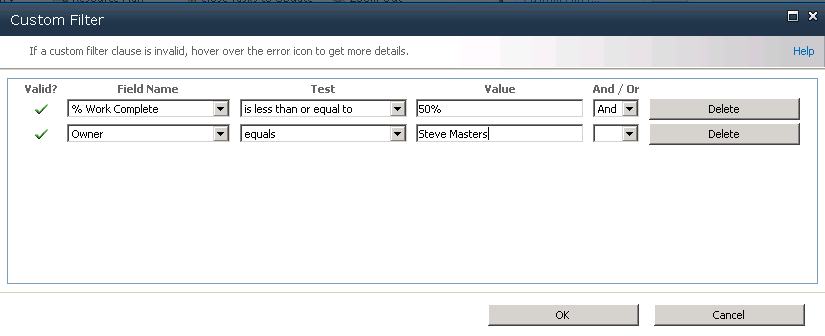 Custom Filter
If a custom filter clause is invalid, hover over the error icon to get more details.
Help
Valid? Field Name Test Value And / Or
% Work Complete is less than or equal to 50% And Delete
Owner equals Steve Masters Delete
OK Cancel